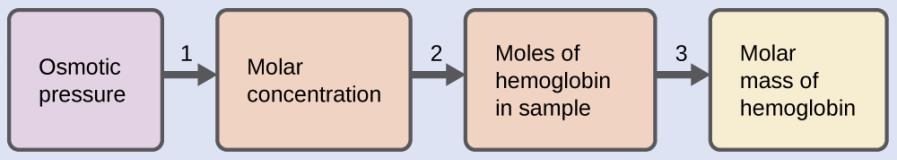 Osmotic
pressure
1
Molar
concentration
2
Moles of
hemoglobin
in sample
3
Molar
mass of
hemoglobin